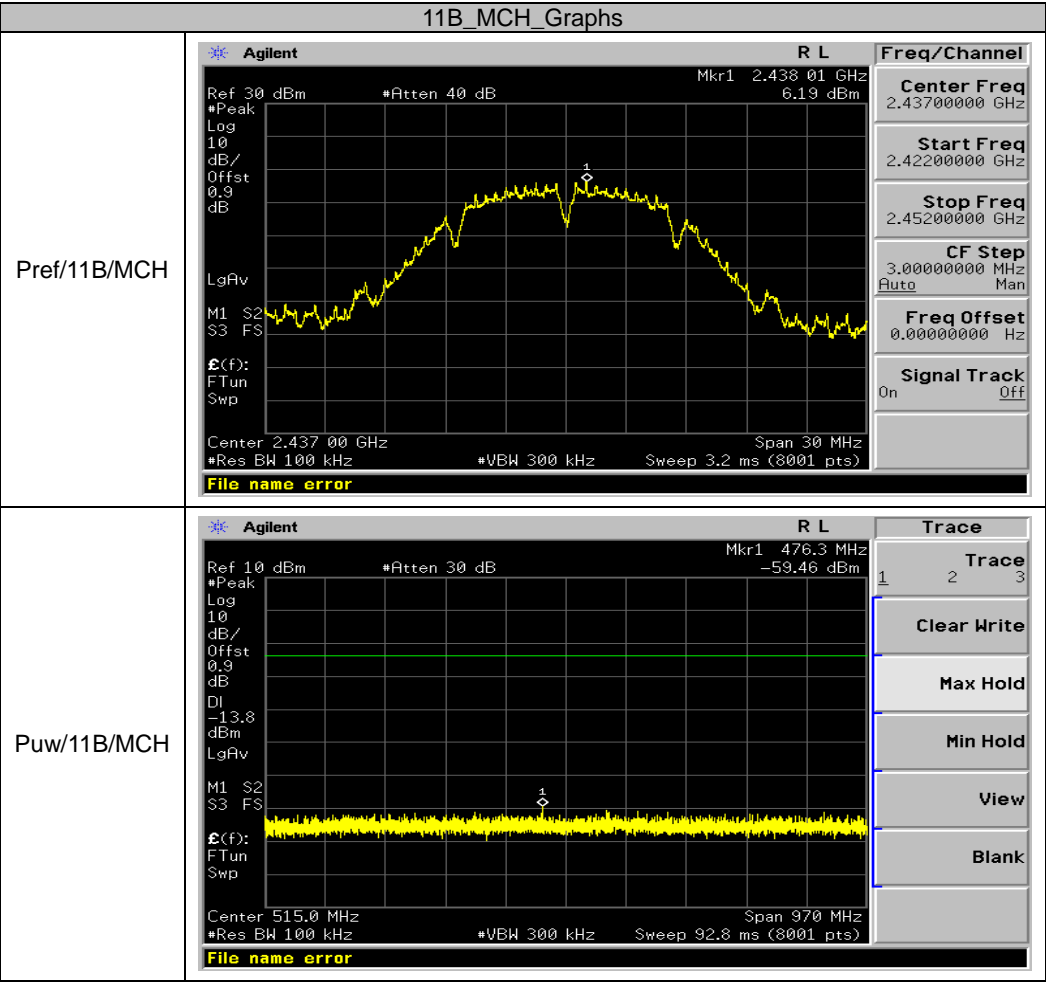 11B_MCH_Graphs
Pref/11B/MCH
Agilent
R L
Mkr1 2.438 01 GHz
Ref 30 dBm #Atten 40 dB 6.19 dBm
#Peak
Log
10
dB/
Offst
0.9
dB
LgAv
M1 S2
S3 FS
£(f):
FTun
Swp
1
Center 2.437 00 GHz Span 30 MHz
#Res BW 100 kHz #VBW 300 kHz Sweep 3.2 ms (8001 pts)
File name error
Freq/Channel
Center Freq
2.43700000 GHz
Start Freq
2.42200000 GHz
Stop Freq
2.45200000 GHz
CF Step
3.00000000 MHz
Auto Man
Freq Offset
0.00000000 Hz
Signal Track
On Off
Puw/11B/MCH
Agilent
R L
Mkr1 476.3 MHz
Ref 10 dBm #Atten 30 dB -59.46 dBm
#Peak
Log
10
dB/
Offst
0.9
dB
DI
-13.8
dBm
LgAv
M1 S2
S3 FS
£(f):
FTun
Swp
1
Center 515.0 MHz Span 970 MHz
#Res BW 100 kHz #VBW 300 kHz Sweep 92.8 ms (8001 pts)
File name error
Trace
Trace
1 2 3
Clear Write
Max Hold
Min Hold
View
Blank